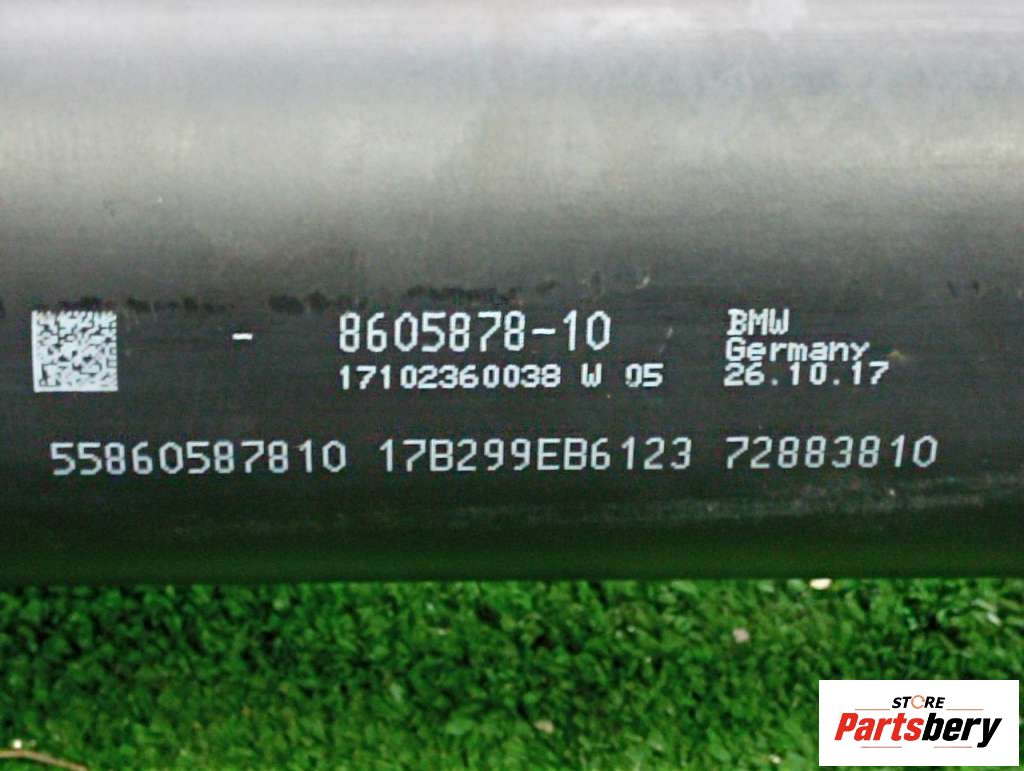 - 8605878-10
17102360038 W 05
BMW
Germany
26.10.17
55860587810 17B299EB6123 72883810
STORE
Partsbery